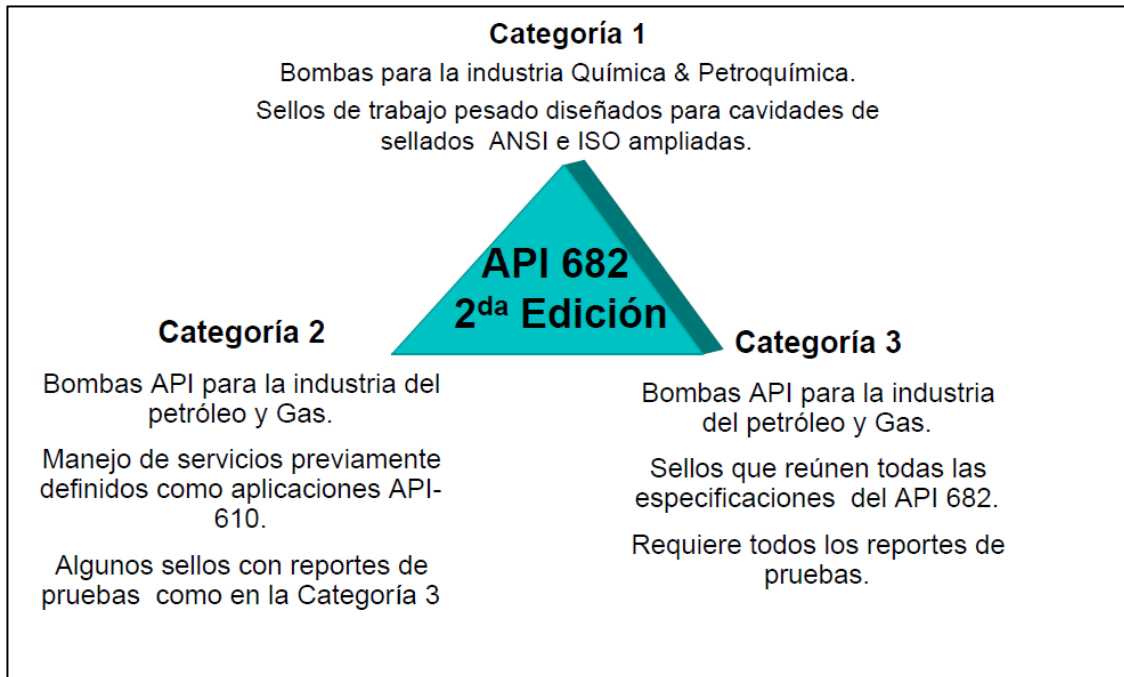 Categoría 1
Bombas para la industria Química & Petroquímica.
Sellos de trabajo pesado diseñados para cavidades de
sellados ANSI e ISO ampliadas.
API 682
2da Edición
Categoría 2
Bombas API para la industria del
petróleo y Gas.
Manejo de servicios previamente
definidos como aplicaciones API-
610.
Algunos sellos con reportes de
pruebas como en la Categoría 3
Categoría 3
Bombas API para la industria
del petróleo y Gas.
Sellos que reúnen todas las
especificaciones del API 682.
Requiere todos los reportes de
pruebas.